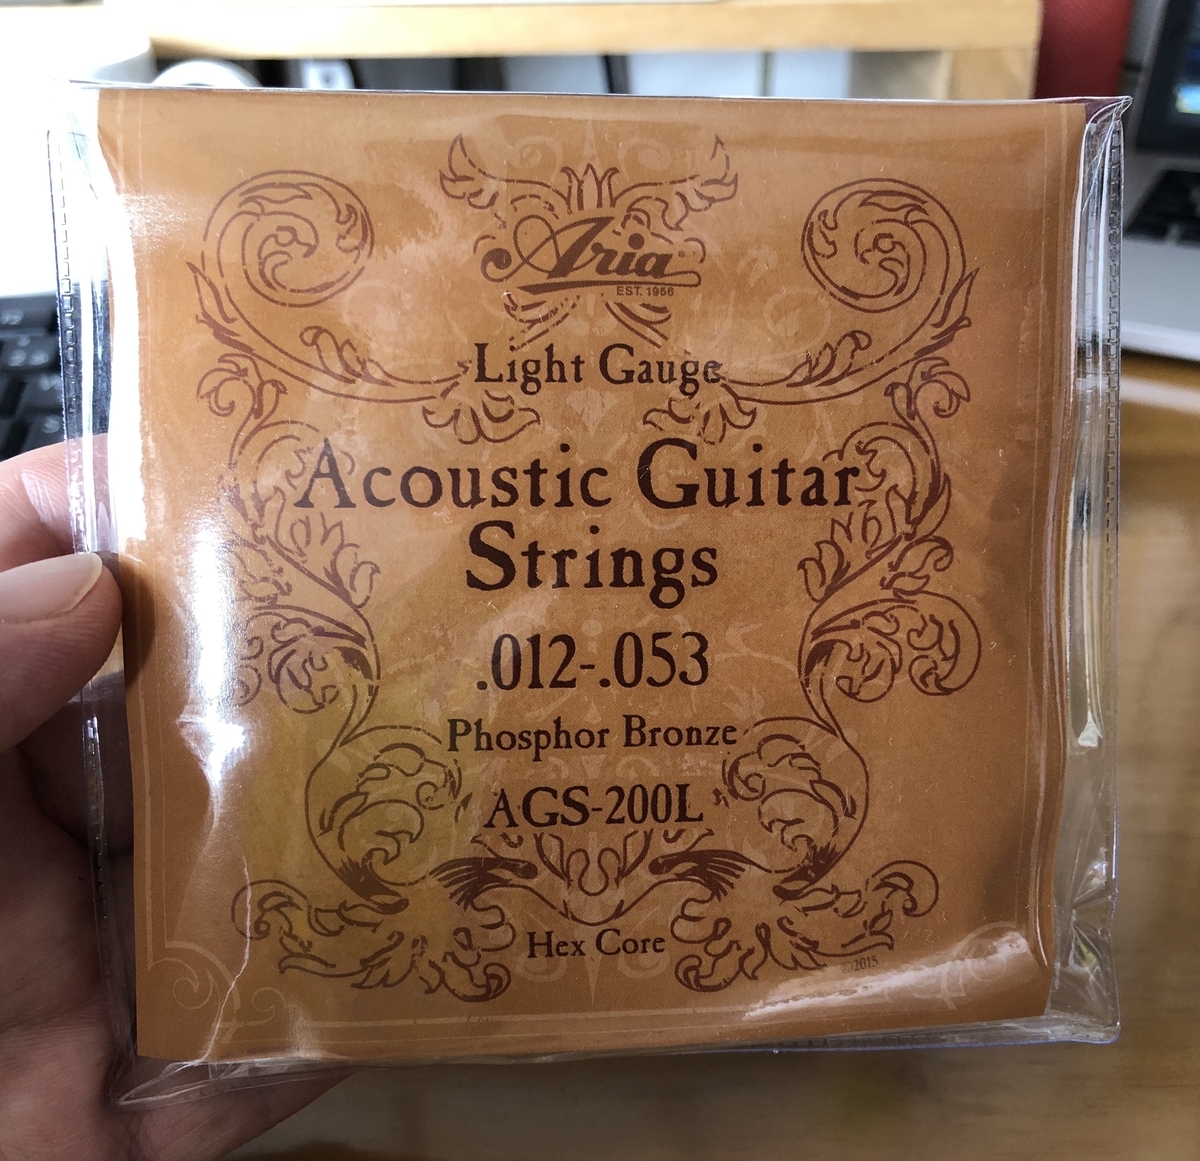 Aria
EST. 1956
Light Gauge
Acoustic Guitar
Strings
.012-.053
Phosphor Bronze
AGS-200L
Hex Core
©2015